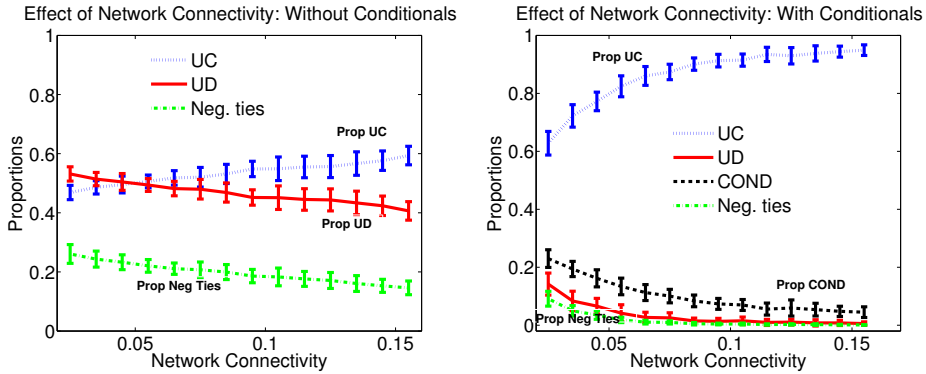 Effect of Network Connectivity: Without Conditionals
1
0.8
0.6
0.4
0.2
0
Proportions
UC
UD
Neg. ties
Prop UC
Prop UD
Prop Neg Ties
0.05
0.1
0.15
Network Connectivity
Effect of Network Connectivity: With Conditionals
1
0.8
0.6
0.4
0.2
0
Proportions
Prop UC
UC
UD
COND
Neg. ties
Prop COND
Prop Neg Ties
0.05
0.1
0.15
Network Connectivity